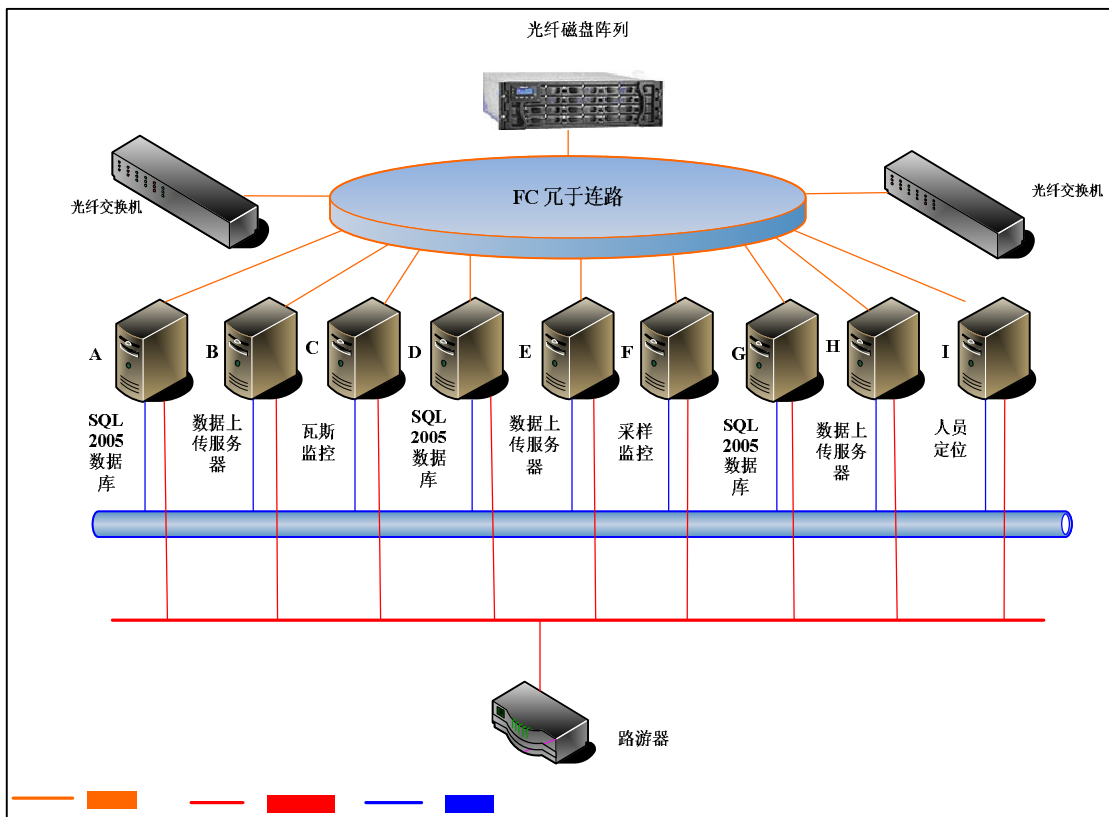 光纤磁盘阵列
FC 冗于连路
光纤交换机
光纤交换机
A
B
C
D
E
F
G
H
I
SQL
2005
数据
库
数据上
传服务
器
瓦斯
监控
SQL
2005
数据
库
数据上
传服务
器
采样
监控
SQL
2005
数据
库
数据上
传服务
器
人员
定位
路游器